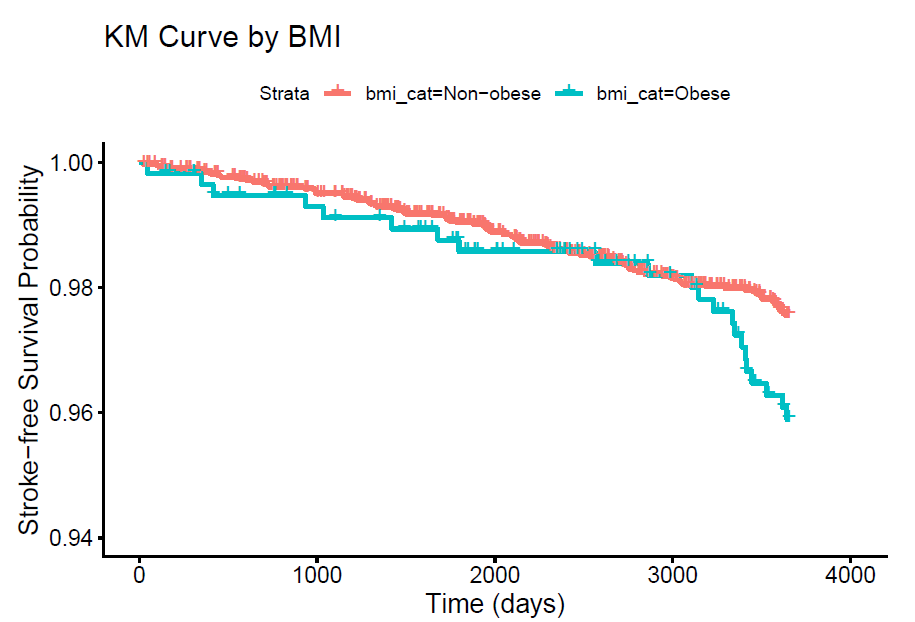 KM Curve by BMI
Strata bmi_cat=Non−obese bmi_cat=Obese
Stroke−free Survival Probability
1.00
0.98
0.96
0.94
0 1000 2000 3000 4000
Time (days)